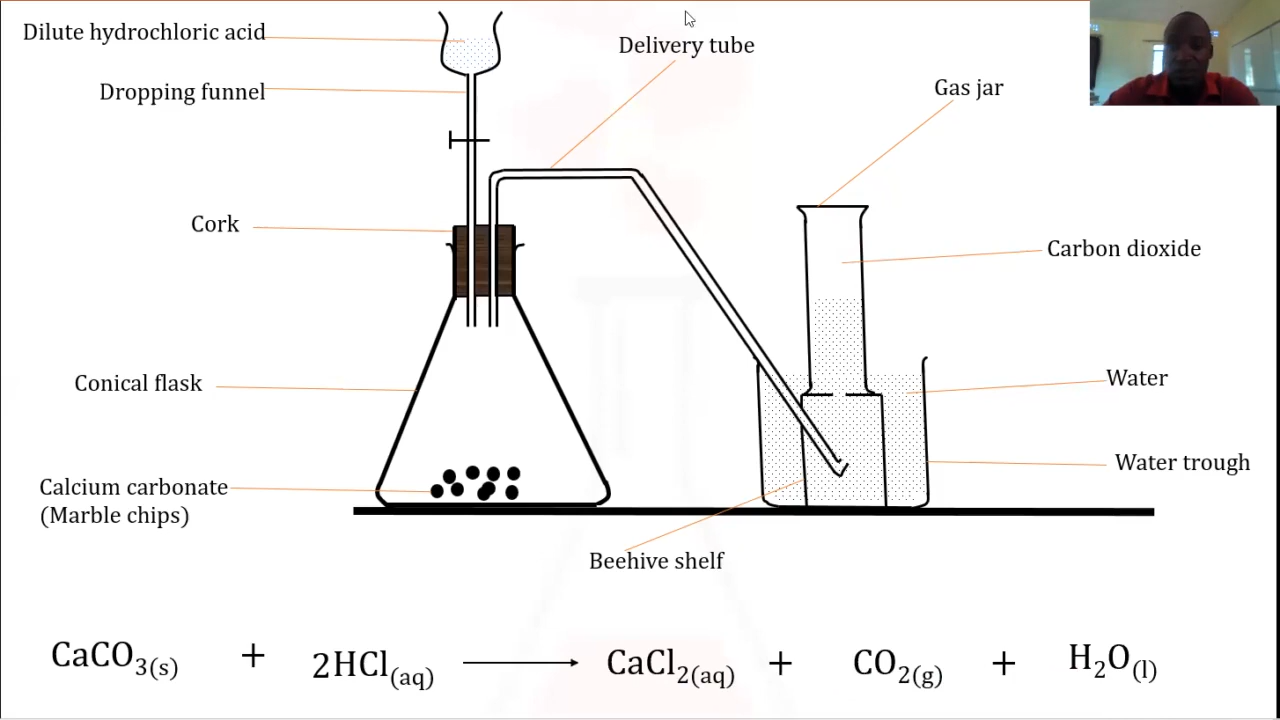 Dilute hydrochloric acid
Delivery tube
Dropping funnel
Gas jar
Cork
Carbon dioxide
Conical flask
Water
Water trough
Calcium carbonate
(Marble chips)
Beehive shelf
CaCO₃₍ₛ₎ + 2HCl₍aq₎ ⟶ CaCl₂₍aq₎ + CO₂₍g₎ + H₂O₍l₎